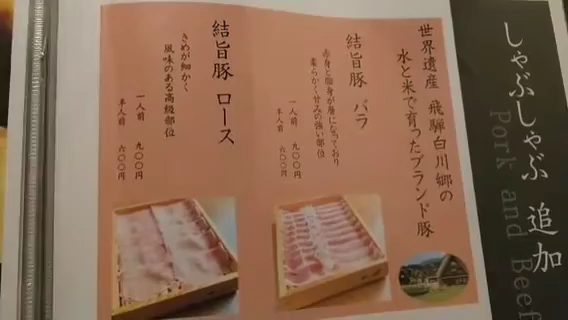 しゃぶしゃぶ 追加
Pork and Beef
世界遺産 飛騨白川郷の
水と米で育ったブランド豚
結旨豚 バラ
赤身と脂身が層になっており
柔らかく甘みの強い部位
一人前 九〇〇円
半人前 六〇〇円
結旨豚 ロース
きめが細かく
風味のある高級部位
一人前 九〇〇円
半人前 六〇〇円